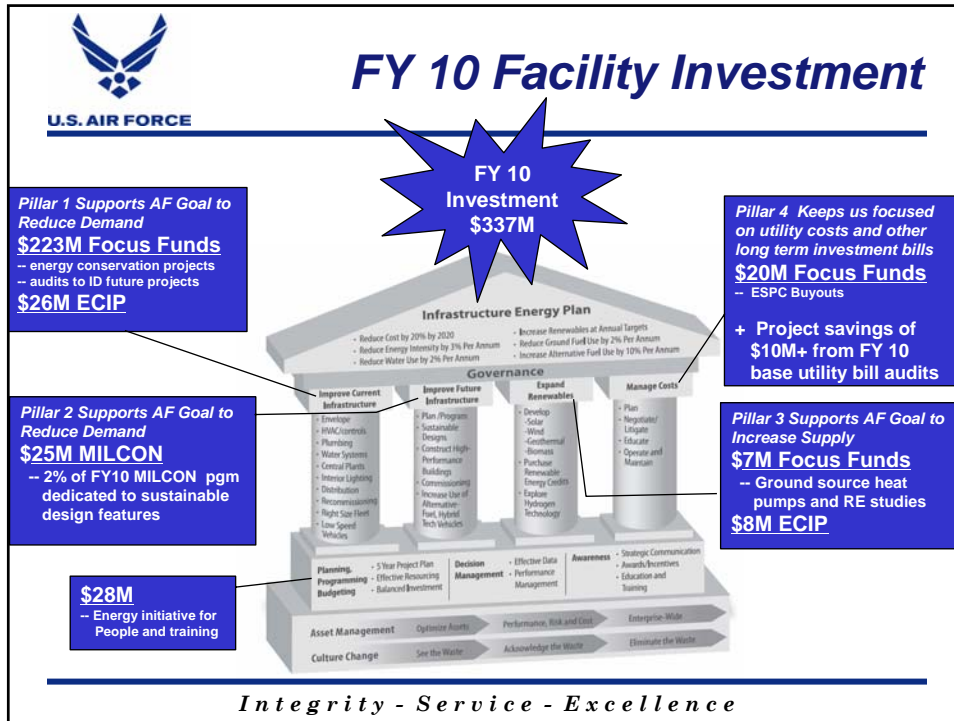 FY 10 Facility Investment
U.S. AIR FORCE
FY 10
Investment
$337M
Pillar 1 Supports AF Goal to
Reduce Demand
$223M Focus Funds
-- energy conservation projects
-- audits to ID future projects
$26M ECIP
Pillar 4 Keeps us focused
on utility costs and other
long term investment bills
$20M Focus Funds
-- ESPC Buyouts
+ Project savings of
$10M+ from FY 10
base utility bill audits
Pillar 2 Supports AF Goal to
Reduce Demand
$25M MILCON
-- 2% of FY10 MILCON pgm
dedicated to sustainable
design features
Pillar 3 Supports AF Goal to
Increase Supply
$7M Focus Funds
-- Ground source heat
pumps and RE studies
$8M ECIP
$28M
-- Energy initiative for
People and training
Infrastructure Energy Plan
• Reduce Cost by 20% by 2020
• Reduce Energy Intensity by 3% Per Annum
• Reduce Water Use by 2% Per Annum
• Increase Renewables at Annual Targets
• Reduce Ground Fuel Use by 2% Per Annum
• Increase Alternative Fuel Use by 10% Per Annum
Governance
Improve Current
Infrastructure
• Envelope
• HVAC/controls
• Plumbing
• Water Systems
• Central Plants
• Interior Lighting
• Distribution
• Recommissioning
• Right Size Fleet
• Low Speed
Vehicles
Improve Future
Infrastructure
• Plan /Program
• Sustainable
Designs
• Construct High-
Performance
Buildings
• Commissioning
• Increase Use of
Alternative-
Fuel, Hybrid
Tech Vehicles
Expand
Renewables
• Develop
-Solar
-Wind
-Geothermal
-Biomass
• Purchase
Renewable
Energy Credits
• Explore
Hydrogen
Technology
Manage Costs
• Plan
• Negotiate/
Litigate
• Educate
• Operate and
Maintain
Planning,
Programming
Budgeting
• 5 Year Project Plan
• Effective Resourcing
• Balanced Investment
Decision
Management
• Effective Data
• Performance
Management
Awareness
• Strategic Communication
• Awards/Incentives
• Education and
Training
Asset Management Optimize Assets Performance, Risk and Cost Enterprise-Wide
Culture Change See the Waste Acknowledge the Waste Eliminate the Waste
Integrity - Service - Excellence